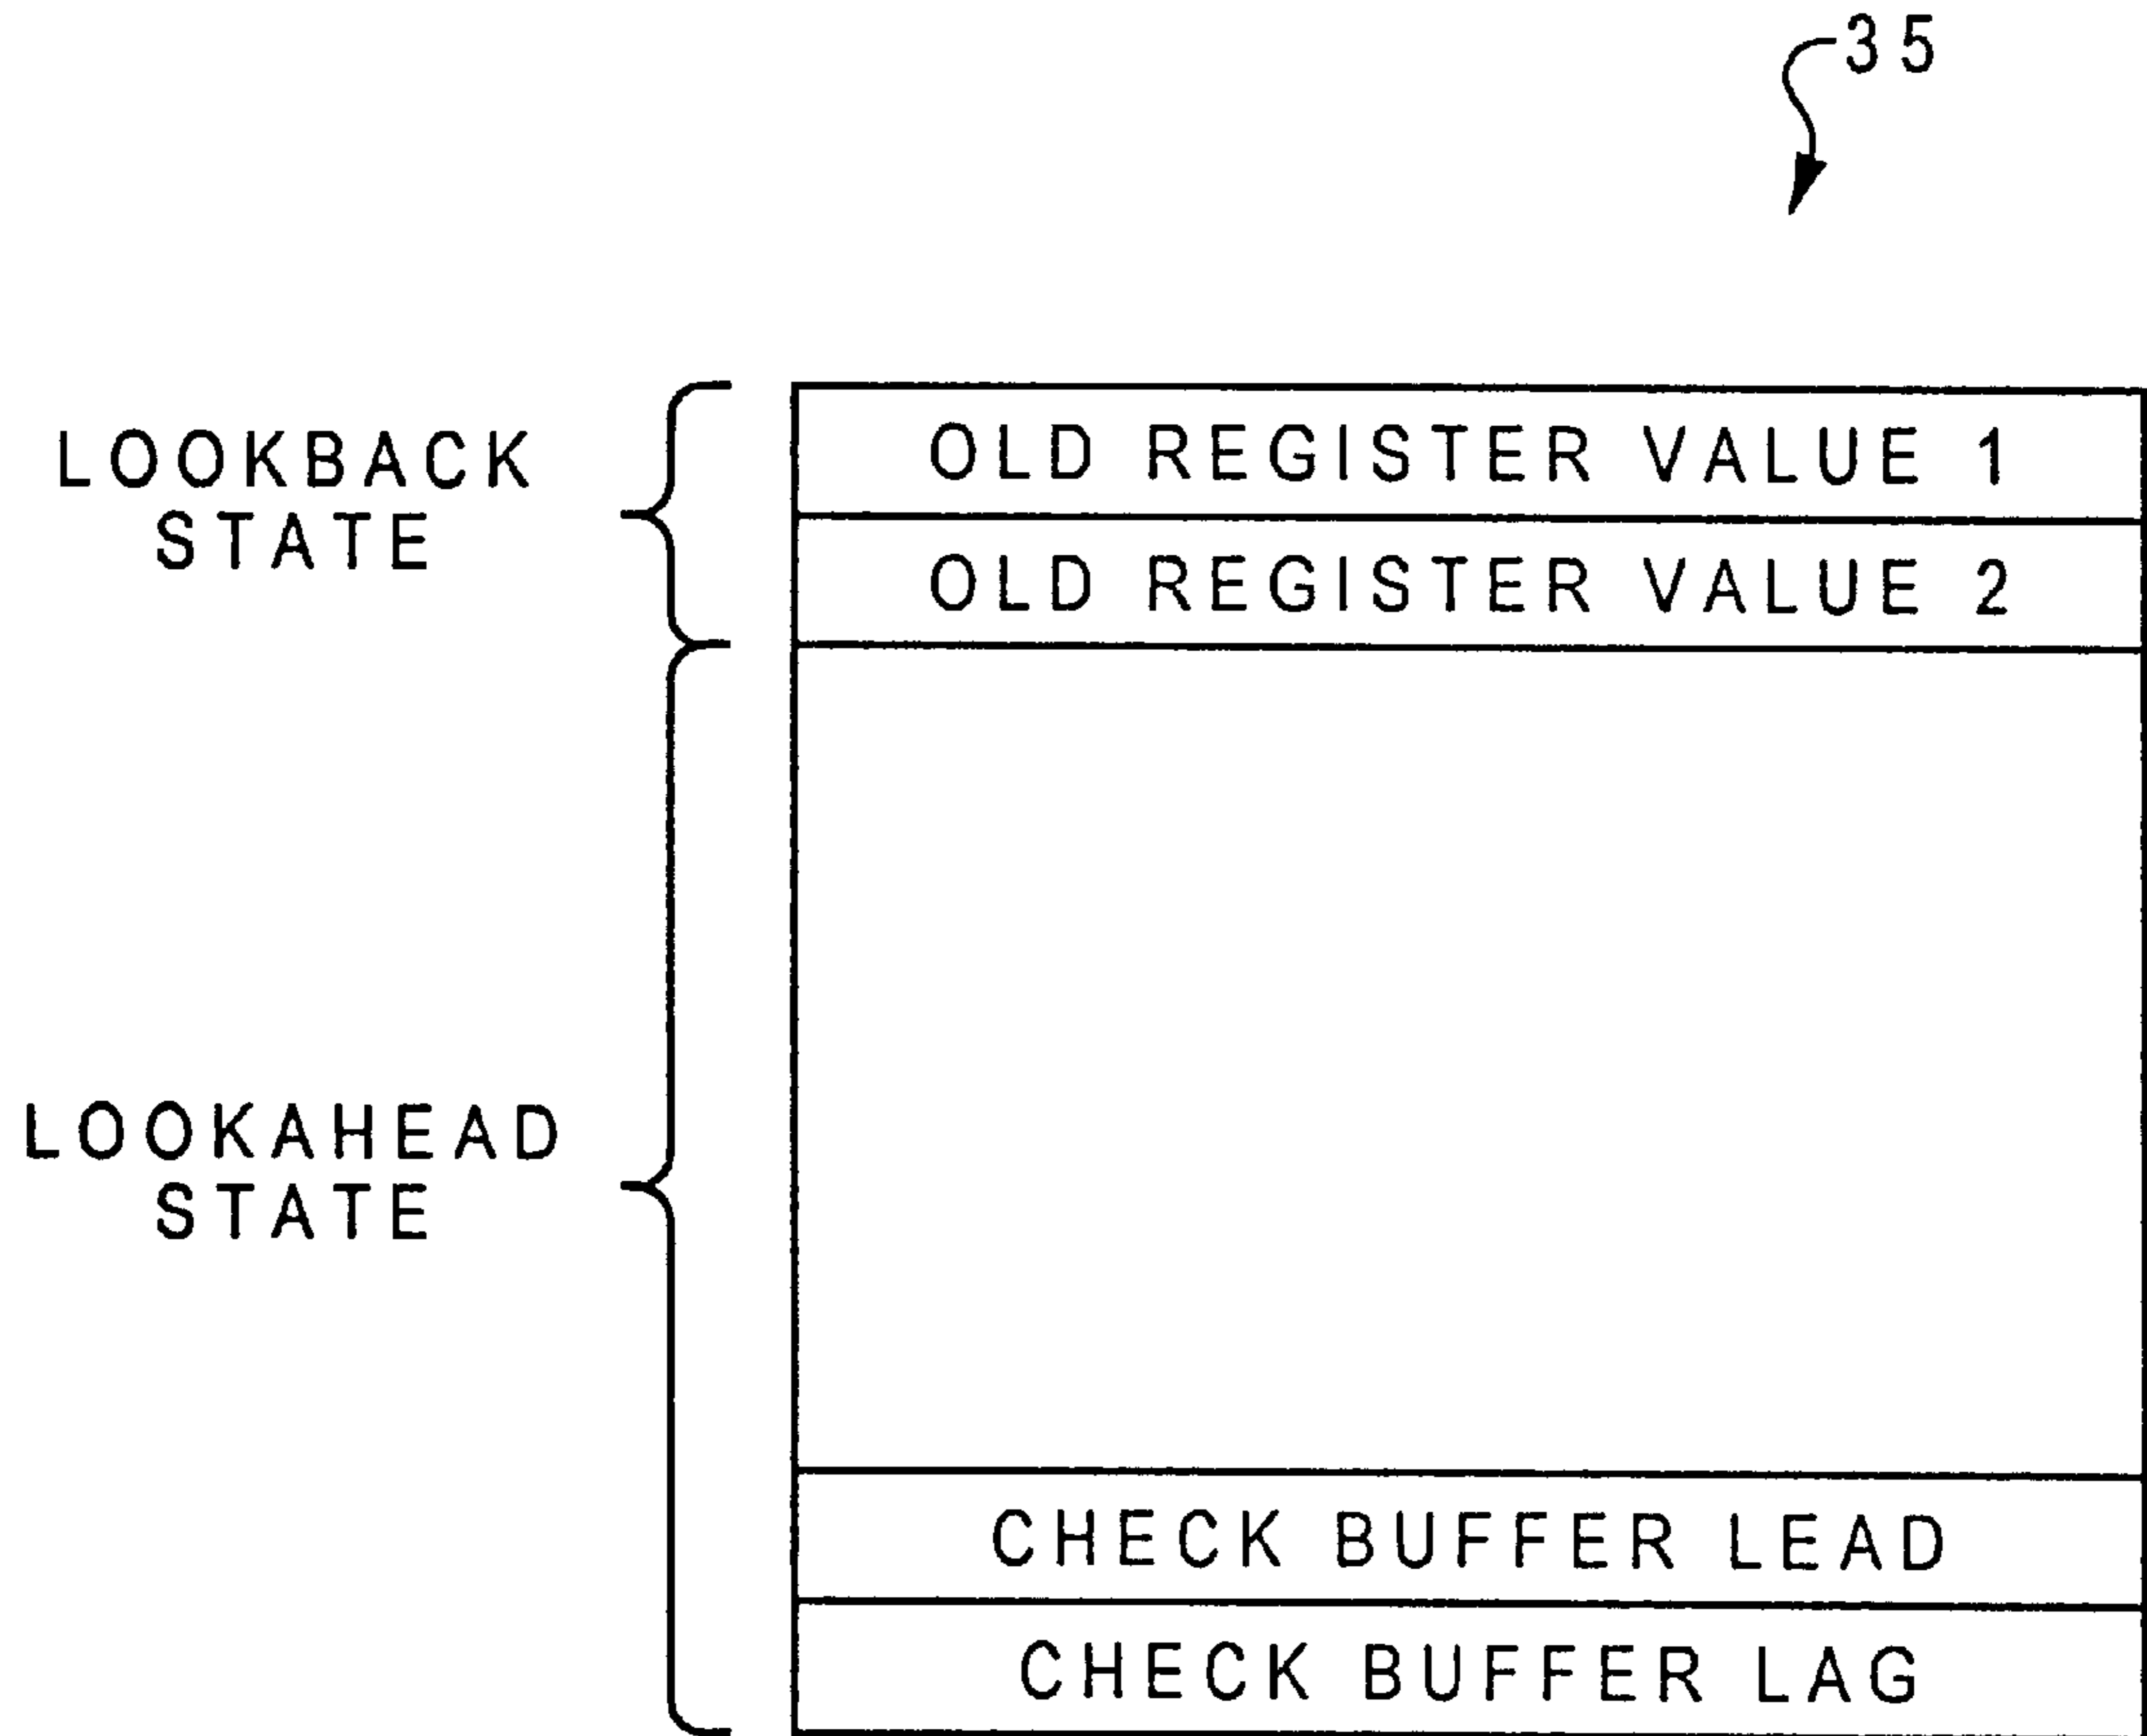 35
LOOKBACK
STATE
OLD REGISTER VALUE 1
OLD REGISTER VALUE 2
LOOKAHEAD
STATE
CHECK BUFFER LEAD
CHECK BUFFER LAG